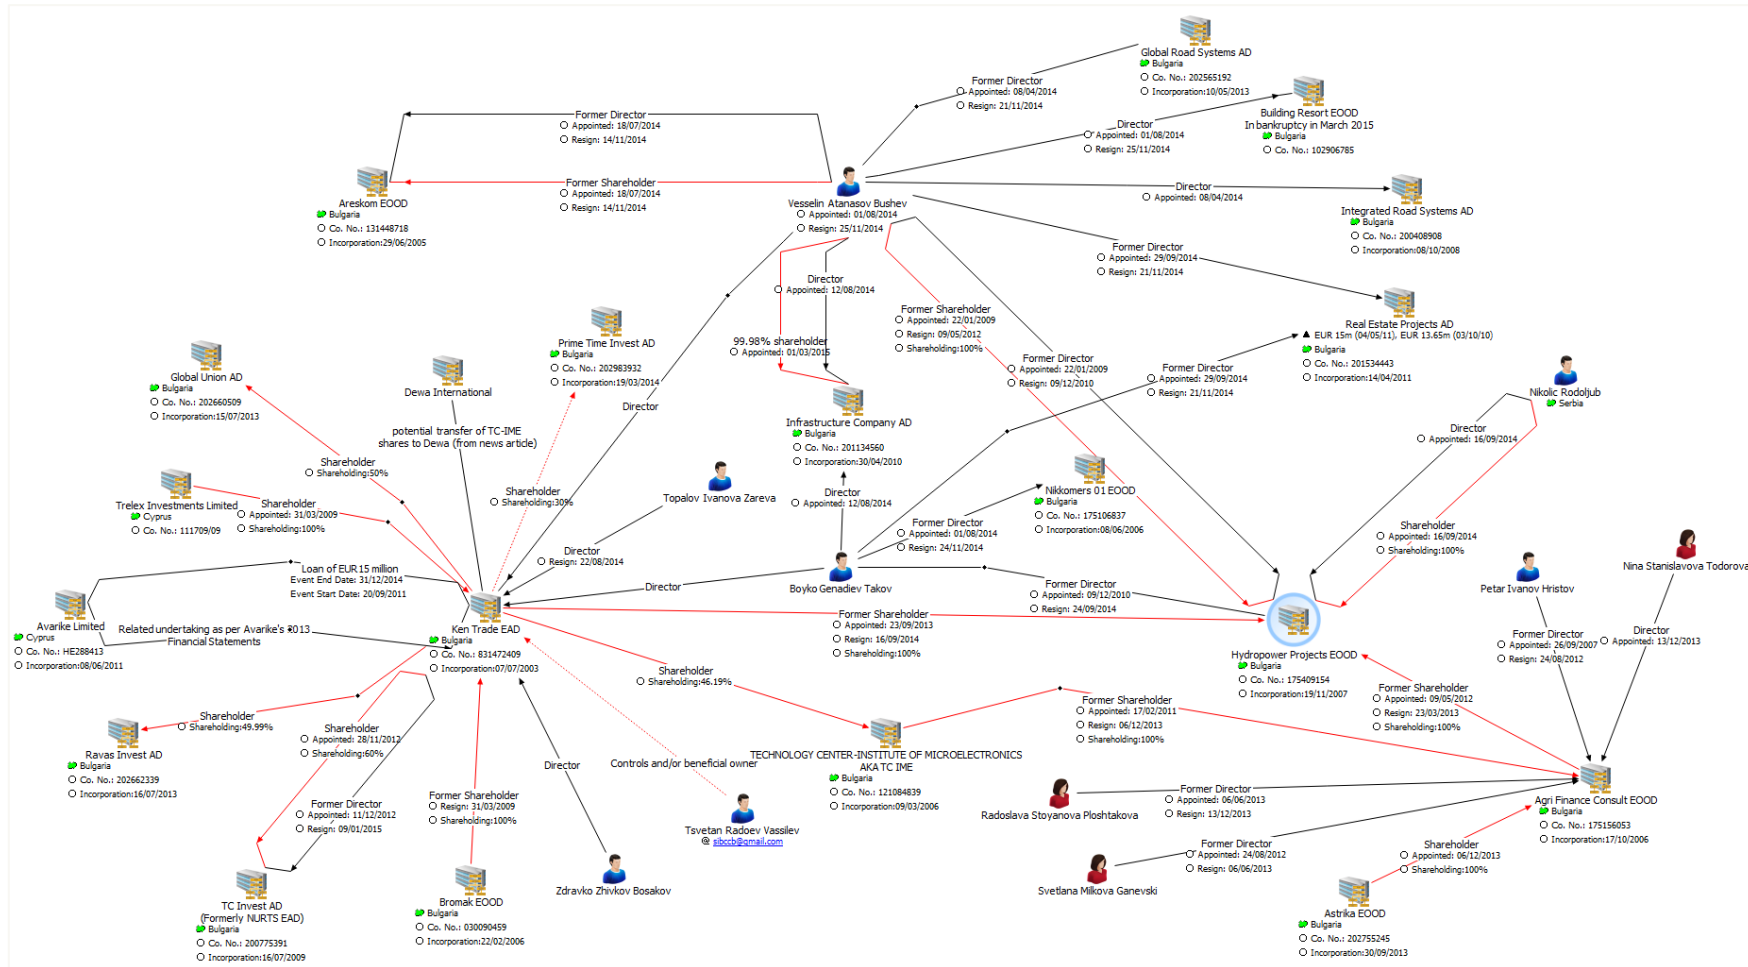 Global Road Systems AD
Bulgaria
Co. No.: 202565192
Incorporation:10/05/2013
Former Director
Appointed: 08/04/2014
Resign: 21/11/2014
Building Resort EOOD
In bankruptcy in March 2015
Bulgaria
Co. No.: 102906785
Director
Appointed: 01/08/2014
Resign: 25/11/2014
Former Director
Appointed: 18/07/2014
Resign: 14/11/2014
Former Shareholder
Appointed: 18/07/2014
Resign: 14/11/2014
Areskom EOOD
Bulgaria
Co. No.: 131448718
Incorporation:29/06/2005
Vesselin Atanasov Bushev
Appointed: 01/08/2014
Resign: 25/11/2014
Director
Appointed: 08/04/2014
Integrated Road Systems AD
Bulgaria
Co. No.: 200408908
Incorporation:08/10/2008
Former Director
Appointed: 29/09/2014
Resign: 21/11/2014
Director
Appointed: 12/08/2014
Former Shareholder
Appointed: 22/01/2009
Resign: 09/05/2012
Shareholding:100%
Real Estate Projects AD
EUR 15m (04/05/11), EUR 13.65m (03/10/10)
Bulgaria
Co. No.: 201534443
Incorporation:14/04/2011
99.98% shareholder
Appointed: 01/03/2015
Prime Time Invest AD
Bulgaria
Co. No.: 202983932
Incorporation:19/03/2014
Former Director
Appointed: 22/01/2009
Resign: 09/12/2010
Former Director
Appointed: 29/09/2014
Resign: 21/11/2014
Global Union AD
Bulgaria
Co. No.: 202660509
Incorporation:15/07/2013
Dewa International
Director
Nikolic Rodoljub
Serbia
Infrastructure Company AD
Bulgaria
Co. No.: 201134560
Incorporation:30/04/2010
potential transfer of TC-IME
shares to Dewa (from news article)
Director
Appointed: 16/09/2014
Shareholder
Shareholding:50%
Shareholder
Shareholding:30%
Topalov Ivanova Zareva
Director
Appointed: 12/08/2014
Nikkomers 01 EOOD
Bulgaria
Co. No.: 175106837
Incorporation:08/06/2006
Trelex Investments Limited
Cyprus
Co. No.: 111709/09
Shareholder
Appointed: 31/03/2009
Shareholding:100%
Former Director
Appointed: 01/08/2014
Resign: 24/11/2014
Shareholder
Appointed: 16/09/2014
Shareholding:100%
Director
Resign: 22/08/2014
Petar Ivanov Hristov
Nina Stanislavova Todorova
Loan of EUR15 million
Event End Date: 31/12/2014
Event Start Date: 20/09/2011
Director
Boyko Genadiev Takov
Former Director
Appointed: 09/12/2010
Resign: 24/09/2014
Avarike Limited
Cyprus
Co. No.: HE288413
Incorporation:08/06/2011
Related undertaking as per Avarike's 2013
Financial Statements
Ken Trade EAD
Bulgaria
Co. No.: 831472409
Incorporation:07/07/2003
Former Shareholder
Appointed: 23/09/2013
Resign: 16/09/2014
Shareholding:100%
Hydropower Projects EOOD
Bulgaria
Co. No.: 175409154
Incorporation:19/11/2007
Former Director
Appointed: 26/09/2007
Resign: 24/08/2012
Director
Appointed: 13/12/2013
Shareholder
Shareholding:46.19%
Former Shareholder
Appointed: 17/02/2011
Resign: 06/12/2013
Shareholding:100%
Former Shareholder
Appointed: 09/05/2012
Resign: 23/03/2013
Shareholding:100%
Shareholder
Shareholding:49.99%
Shareholder
Appointed: 28/11/2012
Shareholding:60%
Ravas Invest AD
Bulgaria
Co. No.: 202662339
Incorporation:16/07/2013
Director
Controls and/or beneficial owner
TECHNOLOGY CENTER-INSTITUTE OF MICROELECTRONICS
AKA TC IME
Bulgaria
Co. No.: 121084839
Incorporation:09/03/2006
Former Director
Appointed: 11/12/2012
Resign: 09/01/2015
Former Shareholder
Resign: 31/03/2009
Shareholding:100%
Tsvetan Radoev Vassilev
@ sibccb@gmail.com
Radoslava Stoyanova Ploshtakova
Former Director
Appointed: 06/06/2013
Resign: 13/12/2013
Agri Finance Consult EOOD
Bulgaria
Co. No.: 175156053
Incorporation:17/10/2006
Former Director
Appointed: 24/08/2012
Resign: 06/06/2013
Shareholder
Appointed: 06/12/2013
Shareholding:100%
Svetlana Milkova Ganevski
Zdravko Zhivkov Bosakov
TC Invest AD
(Formerly NURTS EAD)
Bulgaria
Co. No.: 200775391
Incorporation:16/07/2009
Bromak EOOD
Bulgaria
Co. No.: 030090459
Incorporation:22/02/2006
Astrika EOOD
Bulgaria
Co. No.: 202755245
Incorporation:30/09/2013